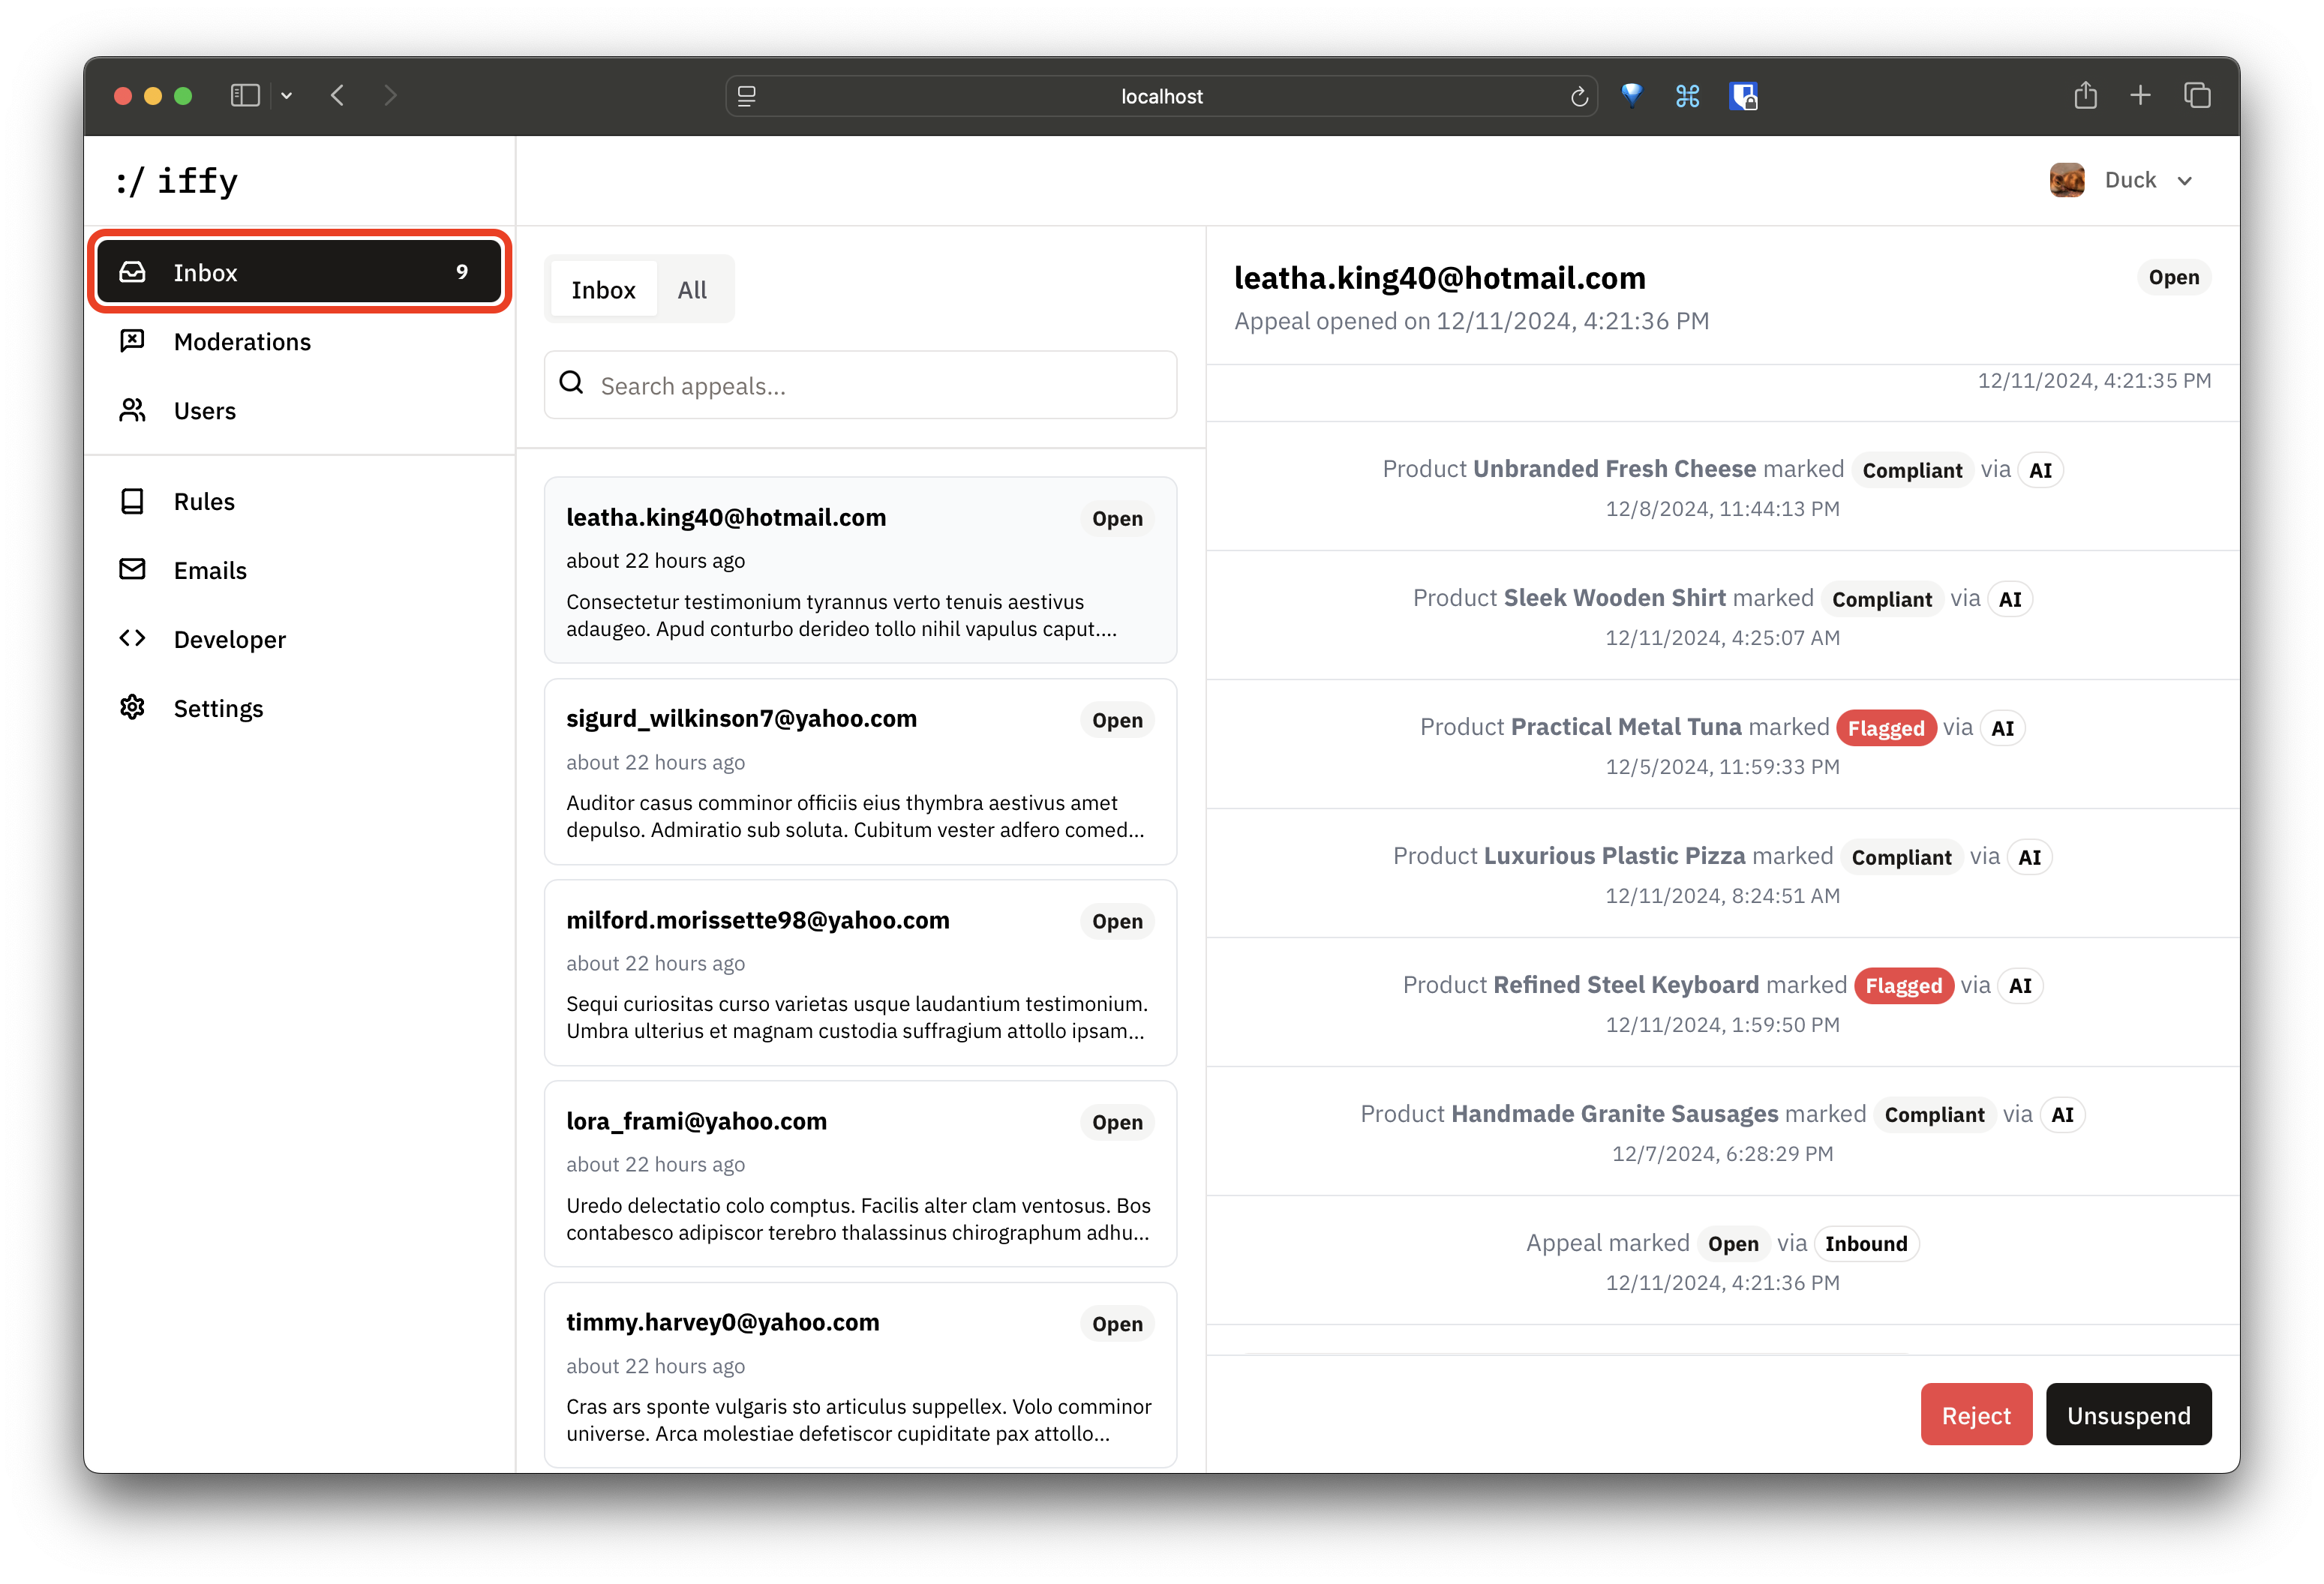 localhost
:/ iffy
Duck
Inbox 9
Moderations
Users
Rules
Emails
Developer
Settings
Inbox All
Search appeals...
leatha.king40@hotmail.com Open
about 22 hours ago
Consectetur testimonium tyrannus verto tenuis aestivus
adaugeo. Apud conturbo derideo tollo nihil vapulus caput....
sigurd_wilkinson7@yahoo.com Open
about 22 hours ago
Auditor casus comminor officiis eius thymbra aestivus amet
depulso. Admiratio sub soluta. Cubitum vester adfero comed...
milford.morissette98@yahoo.com Open
about 22 hours ago
Sequi curiositas curso varietas usque laudantium testimonium.
Umbra ulterius et magnam custodia suffragium attollo ipsam...
lora_frami@yahoo.com Open
about 22 hours ago
Uredo delectatio colo comptus. Facilis alter clam ventosus. Bos
contabesco adipiscor terebro thalassinus chirographum adhu...
timmy.harvey0@yahoo.com Open
about 22 hours ago
Cras ars sponte vulgaris sto articulus suppellex. Volo comminor
universe. Arca molestiae defetiscor cupiditate pax attollo...
leatha.king40@hotmail.com Open
Appeal opened on 12/11/2024, 4:21:36 PM
12/11/2024, 4:21:35 PM
Product Unbranded Fresh Cheese marked Compliant via AI
12/8/2024, 11:44:13 PM
Product Sleek Wooden Shirt marked Compliant via AI
12/11/2024, 4:25:07 AM
Product Practical Metal Tuna marked Flagged via AI
12/5/2024, 11:59:33 PM
Product Luxurious Plastic Pizza marked Compliant via AI
12/11/2024, 8:24:51 AM
Product Refined Steel Keyboard marked Flagged via AI
12/11/2024, 1:59:50 PM
Product Handmade Granite Sausages marked Compliant via AI
12/7/2024, 6:28:29 PM
Appeal marked Open via Inbound
12/11/2024, 4:21:36 PM
Reject Unsuspend